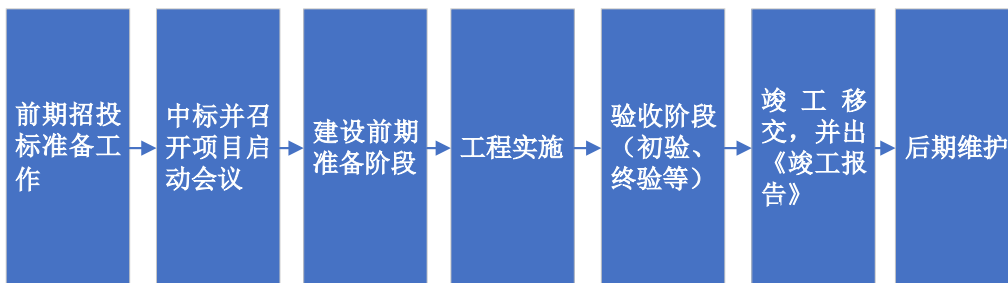 前期招投
标准备工
作
中标并召
开项目启
动会议
建设前期
准备阶段
工程实施
验收阶段
（初验、
终验等）
竣工移
交，并出
《竣工报
告》
后期维护